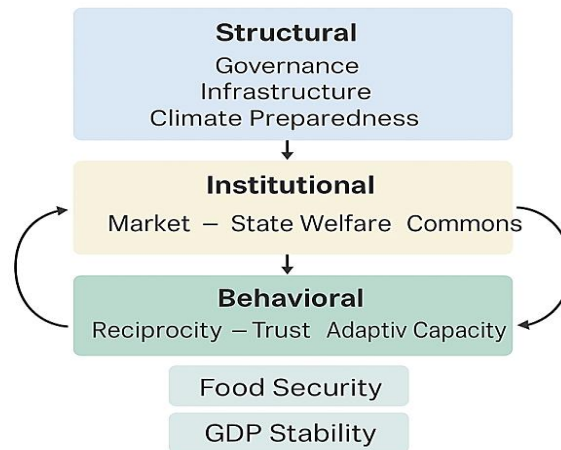 Structural
Governance
Infrastructure
Climate Preparedness
Institutional
Market – State Welfare Commons
Behavioral
Reciprocity – Trust Adaptiv Capacity
Food Security
GDP Stability